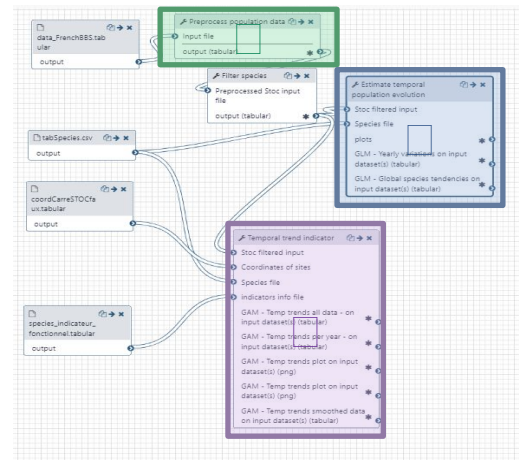 data_FrenchBBS.tab
ular
output
Preprocess population data
Input file
output (tabular)
Filter species
Preprocessed Stoc input
file
output (tabular)
Estimate temporal
population evolution
Stoc filtered input
Species file
plots
GLM - Yearly variations on input
dataset(s) (tabular)
GLM - Global species tendencies on
input dataset(s) (tabular)
tabSpecies.csv
output
coordCarreSTOCfa
ux.tabular
output
Temporal trend indicator
Stoc filtered input
Coordinates of sites
Species file
indicators info file
GAM - Temp trends all data - on
input dataset(s) (tabular)
GAM - Temp trends per year - on
input dataset(s) (tabular)
GAM - Temp trends plot on input
dataset(s) (png)
GAM - Temp trends plot on input
dataset(s) (png)
GAM - Temp trends smoothed data
on input dataset(s) (tabular)
species_indicateur_
fonctionnel.tabular
output